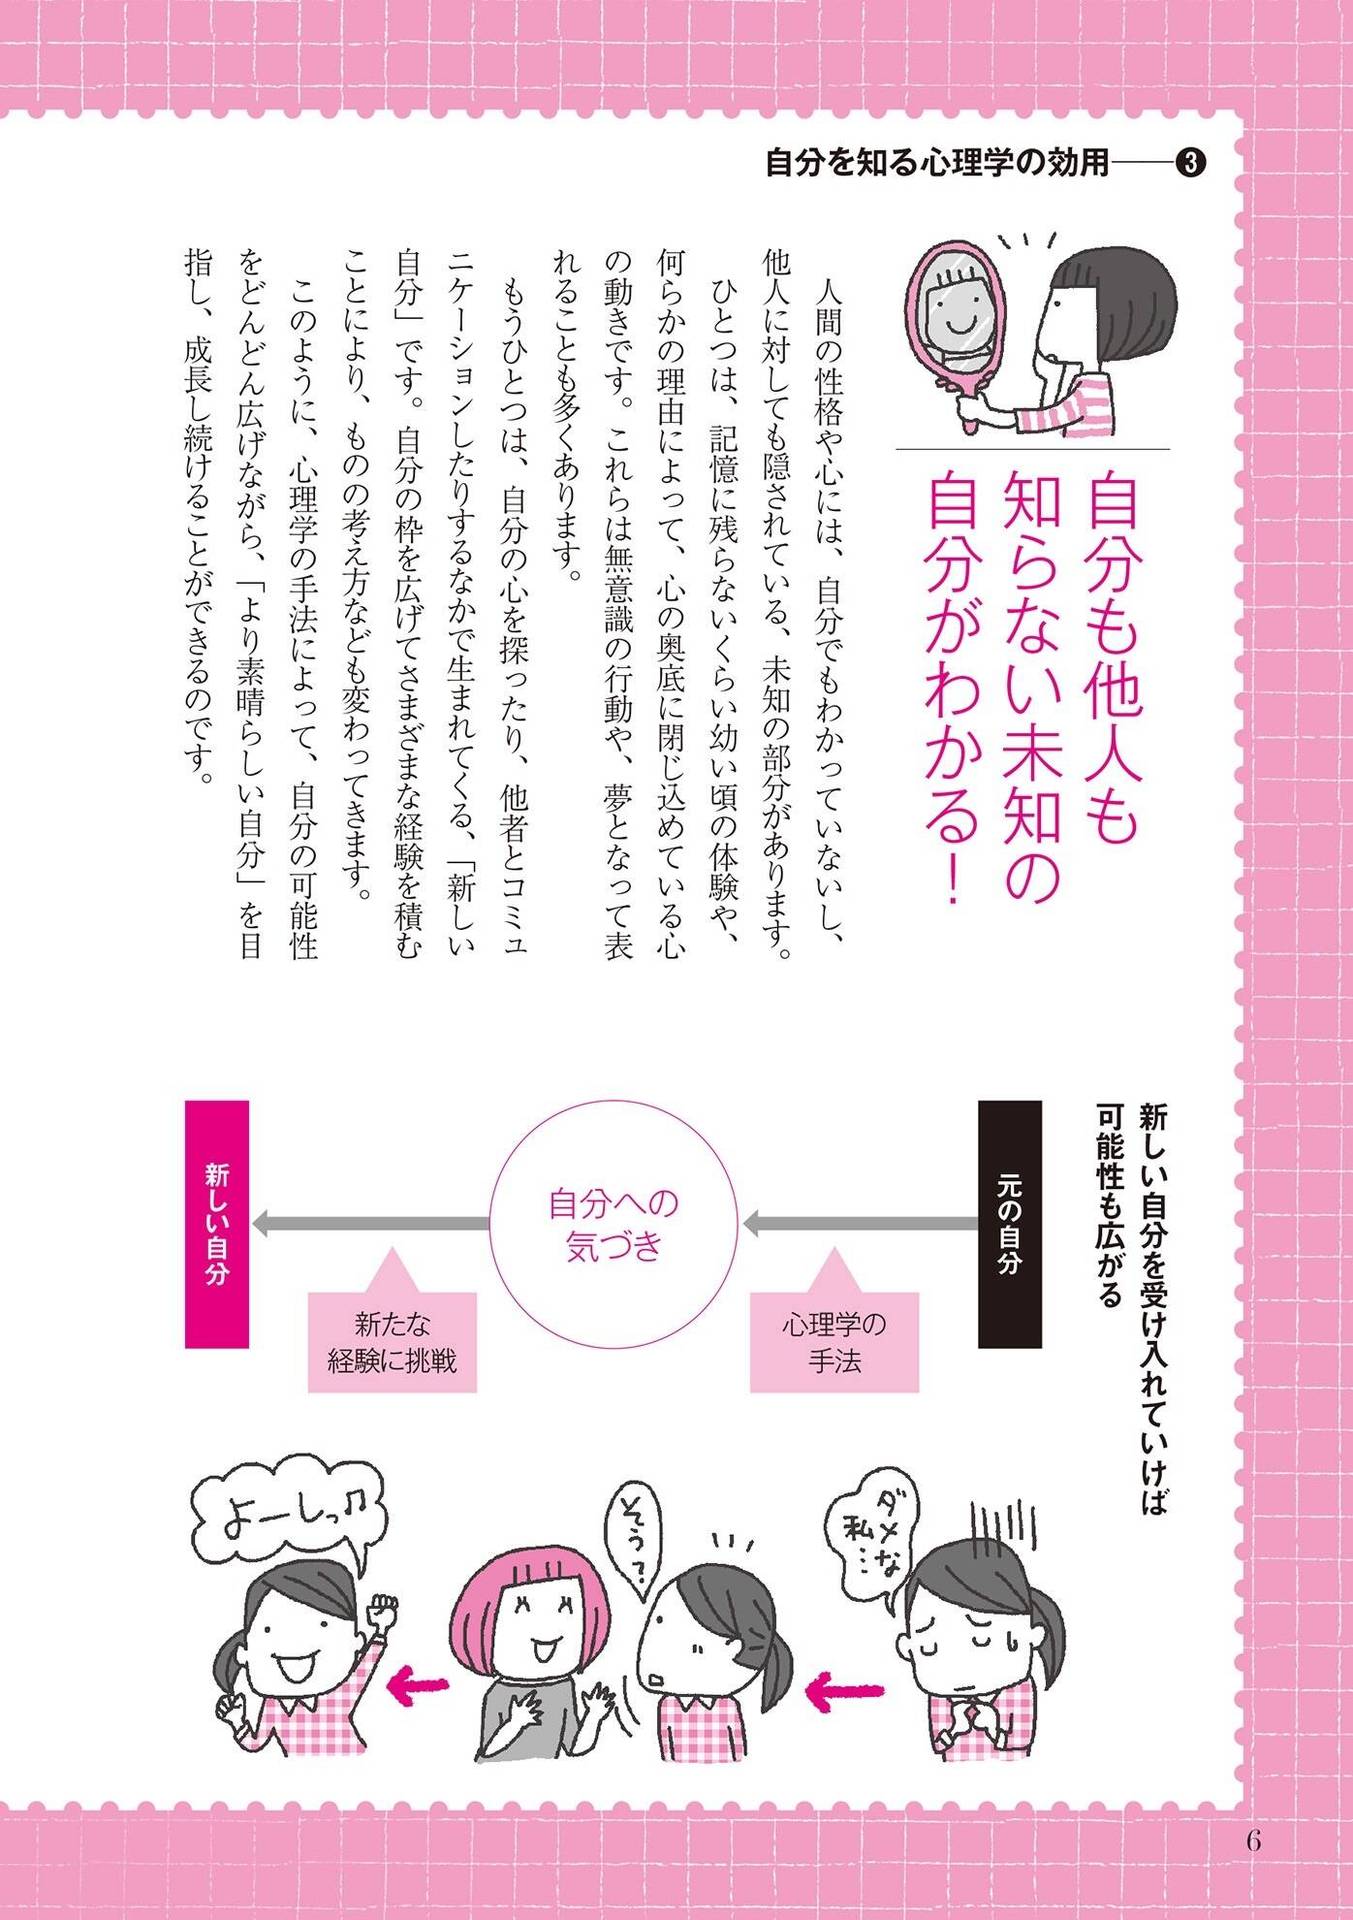 自分を知る心理学の効用──❸
自分も他人も
知らない未知の
自分がわかる！
人間の性格や心には、自分でもわかっていないし、
他人に対しても隠されている、未知の部分があります。
ひとつは、記憶に残らないくらい幼い頃の体験や、
何らかの理由によって、心の奥底に閉じ込めている心
の動きです。これらは無意識の行動や、夢となって表
れることも多くあります。
もうひとつは、自分の心を探ったり、他者とコミュ
ニケーションしたりするなかで生まれてくる、「新しい
自分」です。自分の枠を広げてさまざまな経験を積む
ことにより、ものの考え方なども変わってきます。
このように、心理学の手法によって、自分の可能性
をどんどん広げながら、「より素晴らしい自分」を目
指し、成長し続けることができるのです。
新しい自分を受け入れていけば
可能性も広がる
元の自分
心理学の
手法
自分への
気づき
新たな
経験に挑戦
新しい自分
ダメな
私…
そう？
よーしっ♫
6